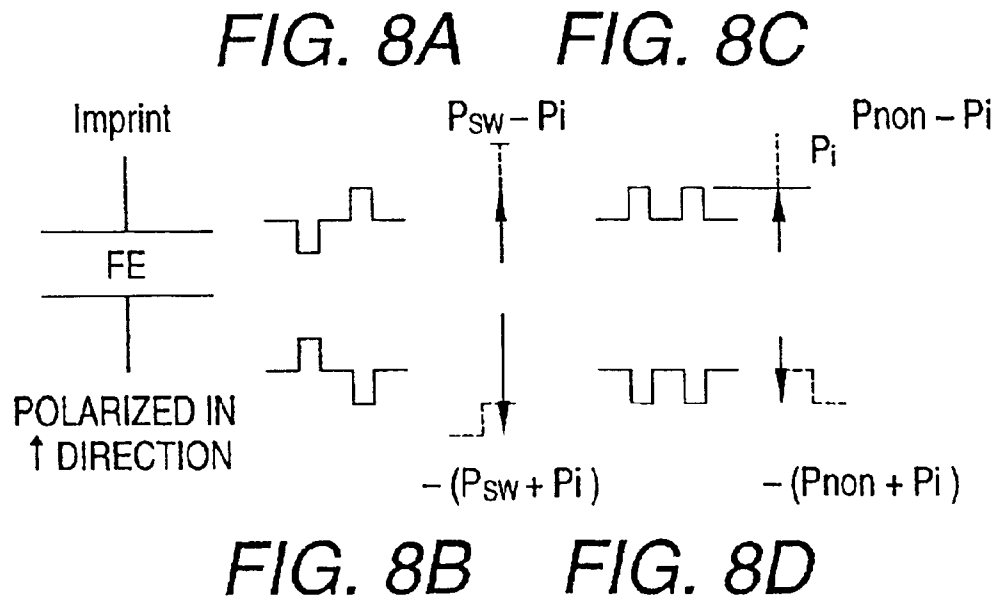 FIG. 8A FIG. 8C
Imprint
PSW – Pi
Pi
Pnon – Pi
FE
POLARIZED IN
↑ DIRECTION
– (PSW + Pi )
– (Pnon + Pi )
FIG. 8B FIG. 8D